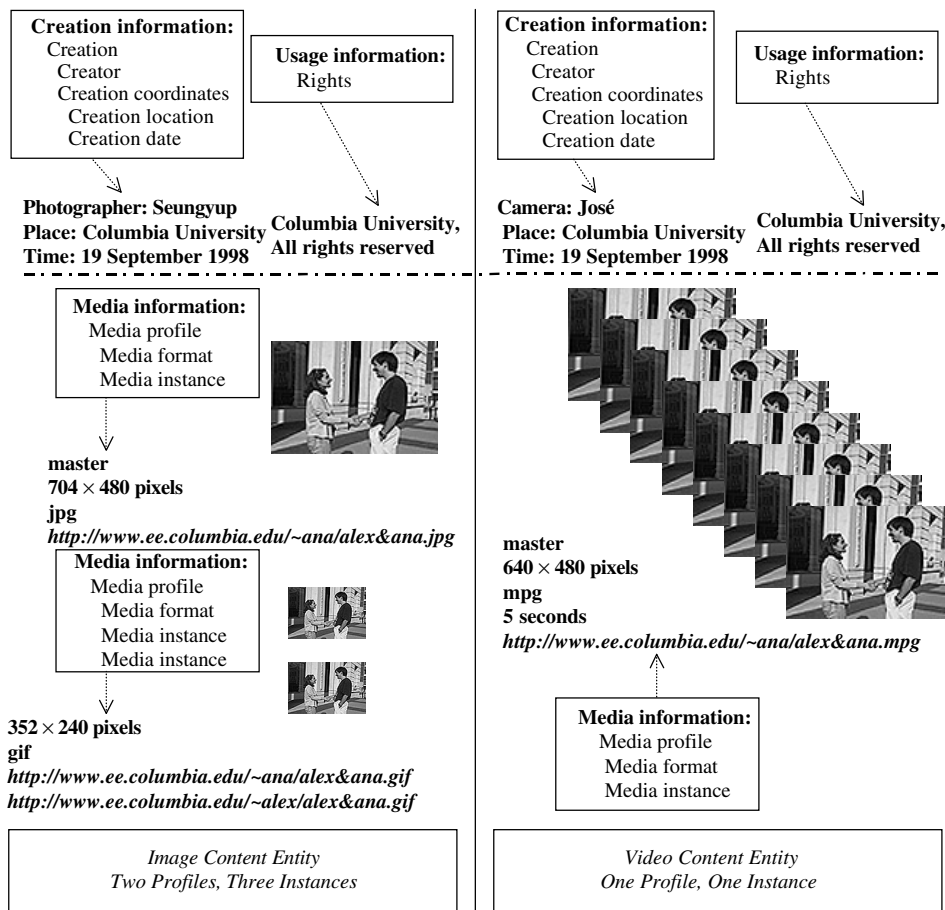 Creation information:
Creation
Creator
Creation coordinates
Creation location
Creation date
Usage information:
Rights
Photographer: Seungyup
Place: Columbia University
Time: 19 September 1998
Columbia University,
All rights reserved
Media information:
Media profile
Media format
Media instance
master
704 × 480 pixels
jpg
http://www.ee.columbia.edu/~ana/alex&ana.jpg
Media information:
Media profile
Media format
Media instance
Media instance
352 × 240 pixels
gif
http://www.ee.columbia.edu/~ana/alex&ana.gif
http://www.ee.columbia.edu/~alex/alex&ana.gif
Image Content Entity
Two Profiles, Three Instances
Creation information:
Creation
Creator
Creation coordinates
Creation location
Creation date
Usage information:
Rights
Camera: José
Place: Columbia University
Time: 19 September 1998
Columbia University,
All rights reserved
master
640 × 480 pixels
mpg
5 seconds
http://www.ee.columbia.edu/~ana/alex&ana.mpg
Media information:
Media profile
Media format
Media instance
Video Content Entity
One Profile, One Instance